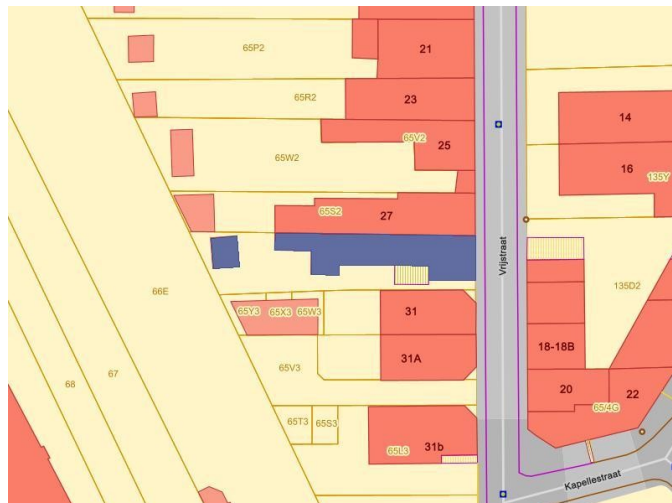 65P2
21
65R2
23
14
65V2
25
65W2
16
135Y
65S2
27
Vrijstraat
66E
135D2
65Y3
65X3
65W3
31
31A
18-18B
67
68
65V3
20
22
65/4G
65T3
65S3
65L3
31b
Kapellestraat